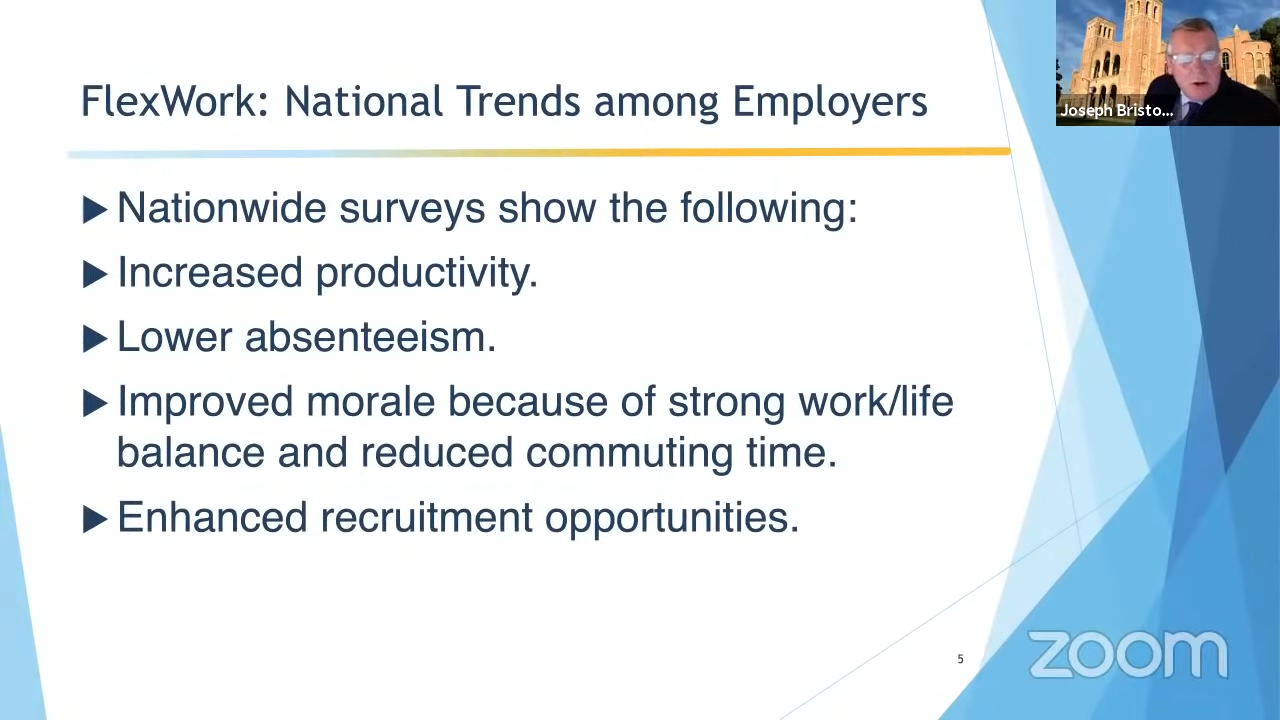 FlexWork: National Trends among Employers
Joseph Bristo...
Nationwide surveys show the following:
Increased productivity.
Lower absenteeism.
Improved morale because of strong work/life
balance and reduced commuting time.
Enhanced recruitment opportunities.
5
zoom